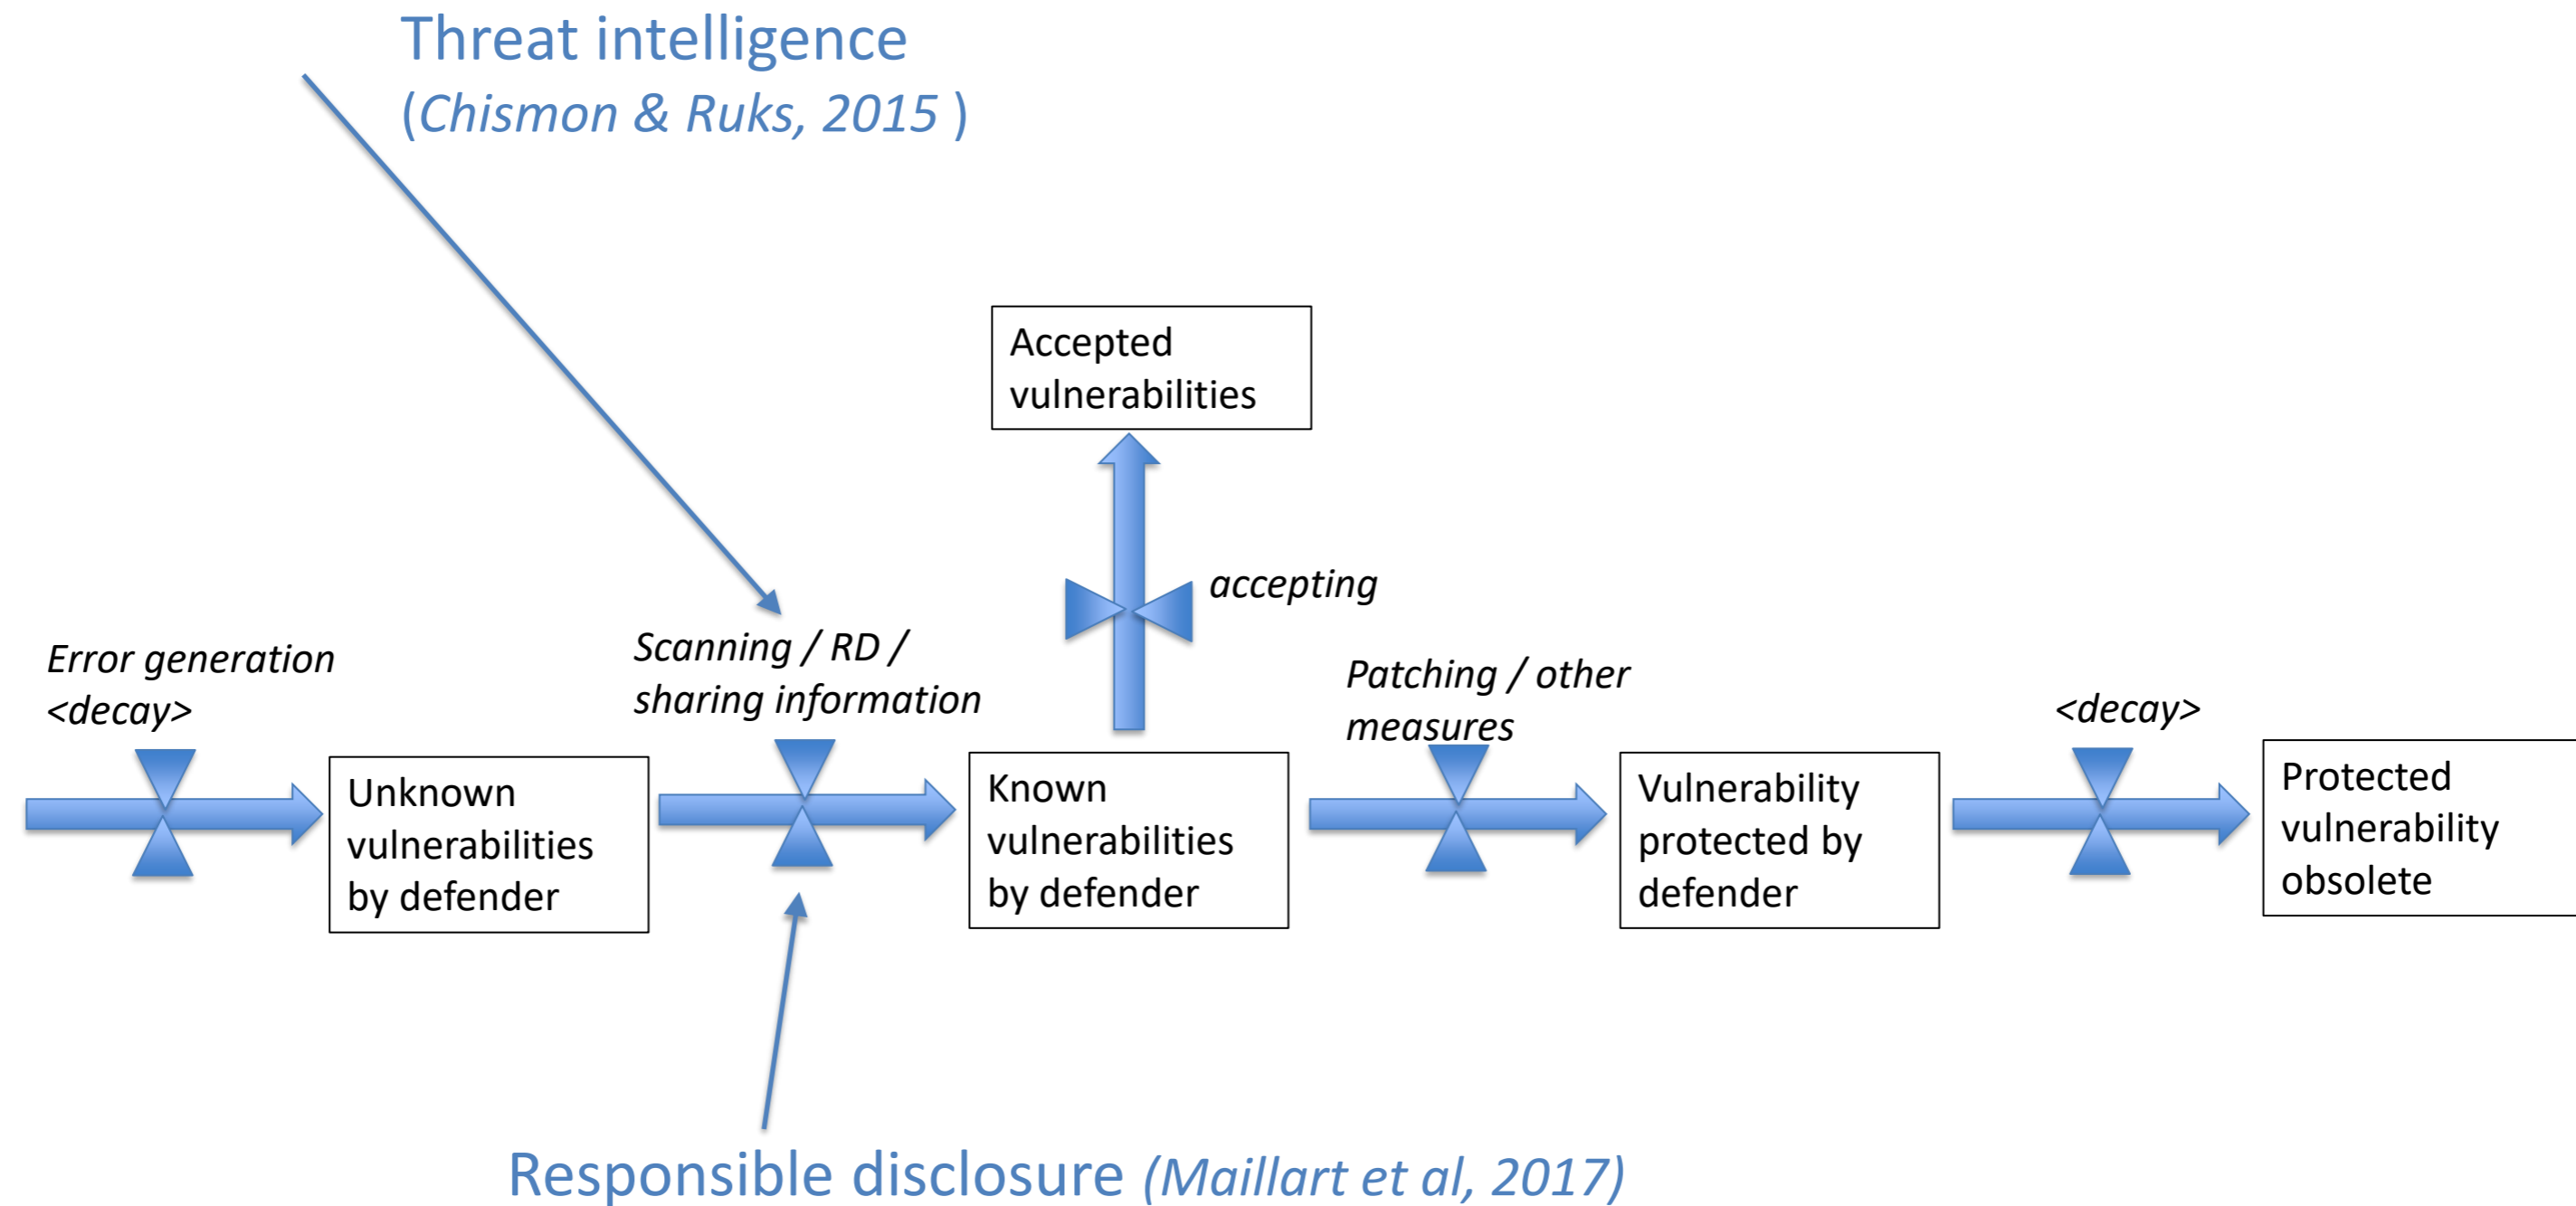 Threat intelligence
(Chismon & Ruks, 2015 )
Accepted
vulnerabilities
accepting
Error generation
<decay>
Scanning / RD /
sharing information
Patching / other
measures
<decay>
Unknown
vulnerabilities
by defender
Known
vulnerabilities
by defender
Vulnerability
protected by
defender
Protected
vulnerability
obsolete
Responsible disclosure (Maillart et al, 2017)